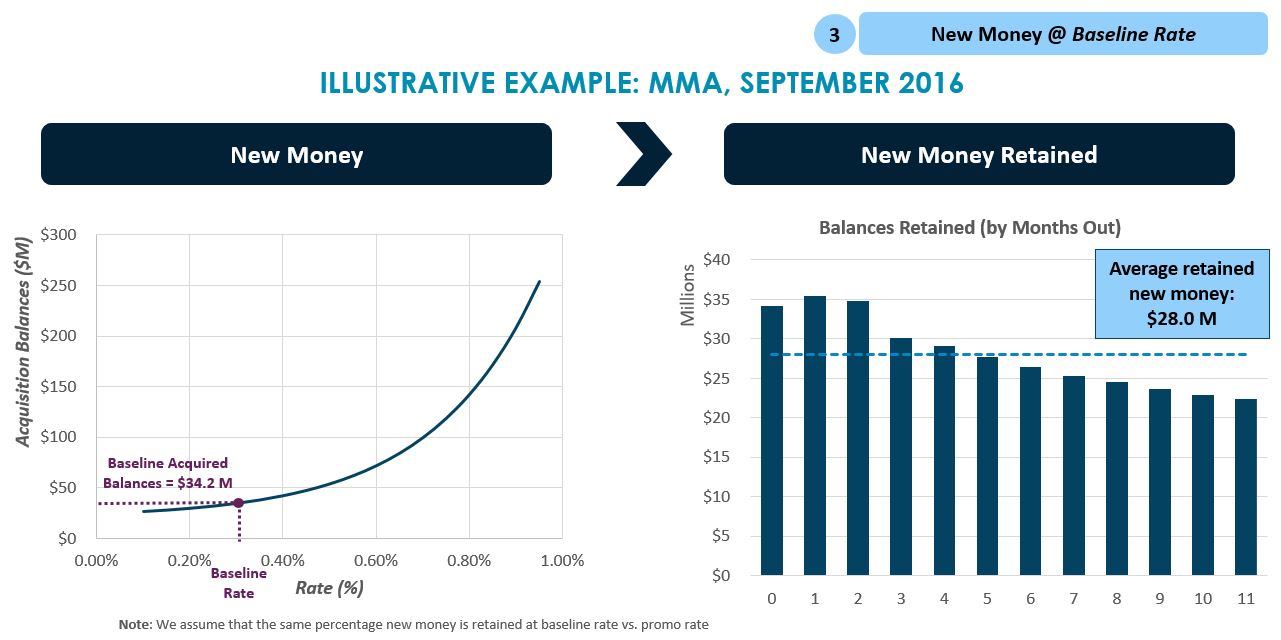 3
New Money @ Baseline Rate
ILLUSTRATIVE EXAMPLE: MMA, SEPTEMBER 2016
New Money
New Money Retained
Acquisition Balances ($M)
$300
$250
$200
$150
$100
$50
$0
Baseline Acquired
Balances = $34.2 M
0.00%
0.20%
0.40%
0.60%
0.80%
1.00%
Baseline
Rate
Rate (%)
Balances Retained (by Months Out)
Millions
$40
$35
$30
$25
$20
$15
$10
$5
$0
Average retained
new money:
$28.0 M
0
1
2
3
4
5
6
7
8
9
10
11
Note: We assume that the same percentage new money is retained at baseline rate vs. promo rate